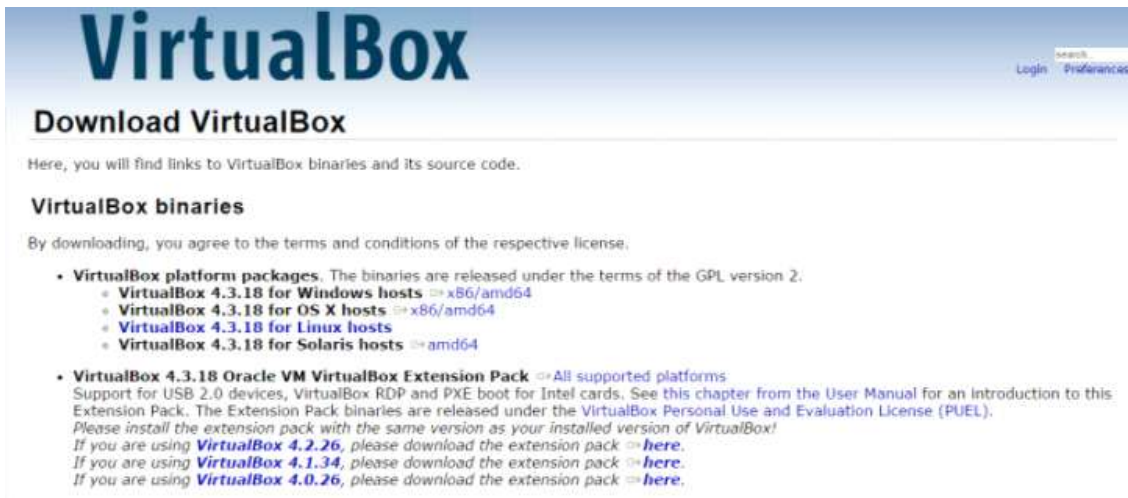 VirtualBox
search...
Login Preferences
Download VirtualBox
Here, you will find links to VirtualBox binaries and its source code.
VirtualBox binaries
By downloading, you agree to the terms and conditions of the respective license.
• VirtualBox platform packages. The binaries are released under the terms of the GPL version 2.
VirtualBox 4.3.18 for Windows hosts x86/amd64
VirtualBox 4.3.18 for OS X hosts x86/amd64
VirtualBox 4.3.18 for Linux hosts
VirtualBox 4.3.18 for Solaris hosts amd64
• VirtualBox 4.3.18 Oracle VM VirtualBox Extension Pack All supported platforms
Support for USB 2.0 devices, VirtualBox RDP and PXE boot for Intel cards. See this chapter from the User Manual for an introduction to this
Extension Pack. The Extension Pack binaries are released under the VirtualBox Personal Use and Evaluation License (PUEL).
Please install the extension pack with the same version as your installed version of VirtualBox!
If you are using VirtualBox 4.2.26, please download the extension pack here.
If you are using VirtualBox 4.1.34, please download the extension pack here.
If you are using VirtualBox 4.0.26, please download the extension pack here.